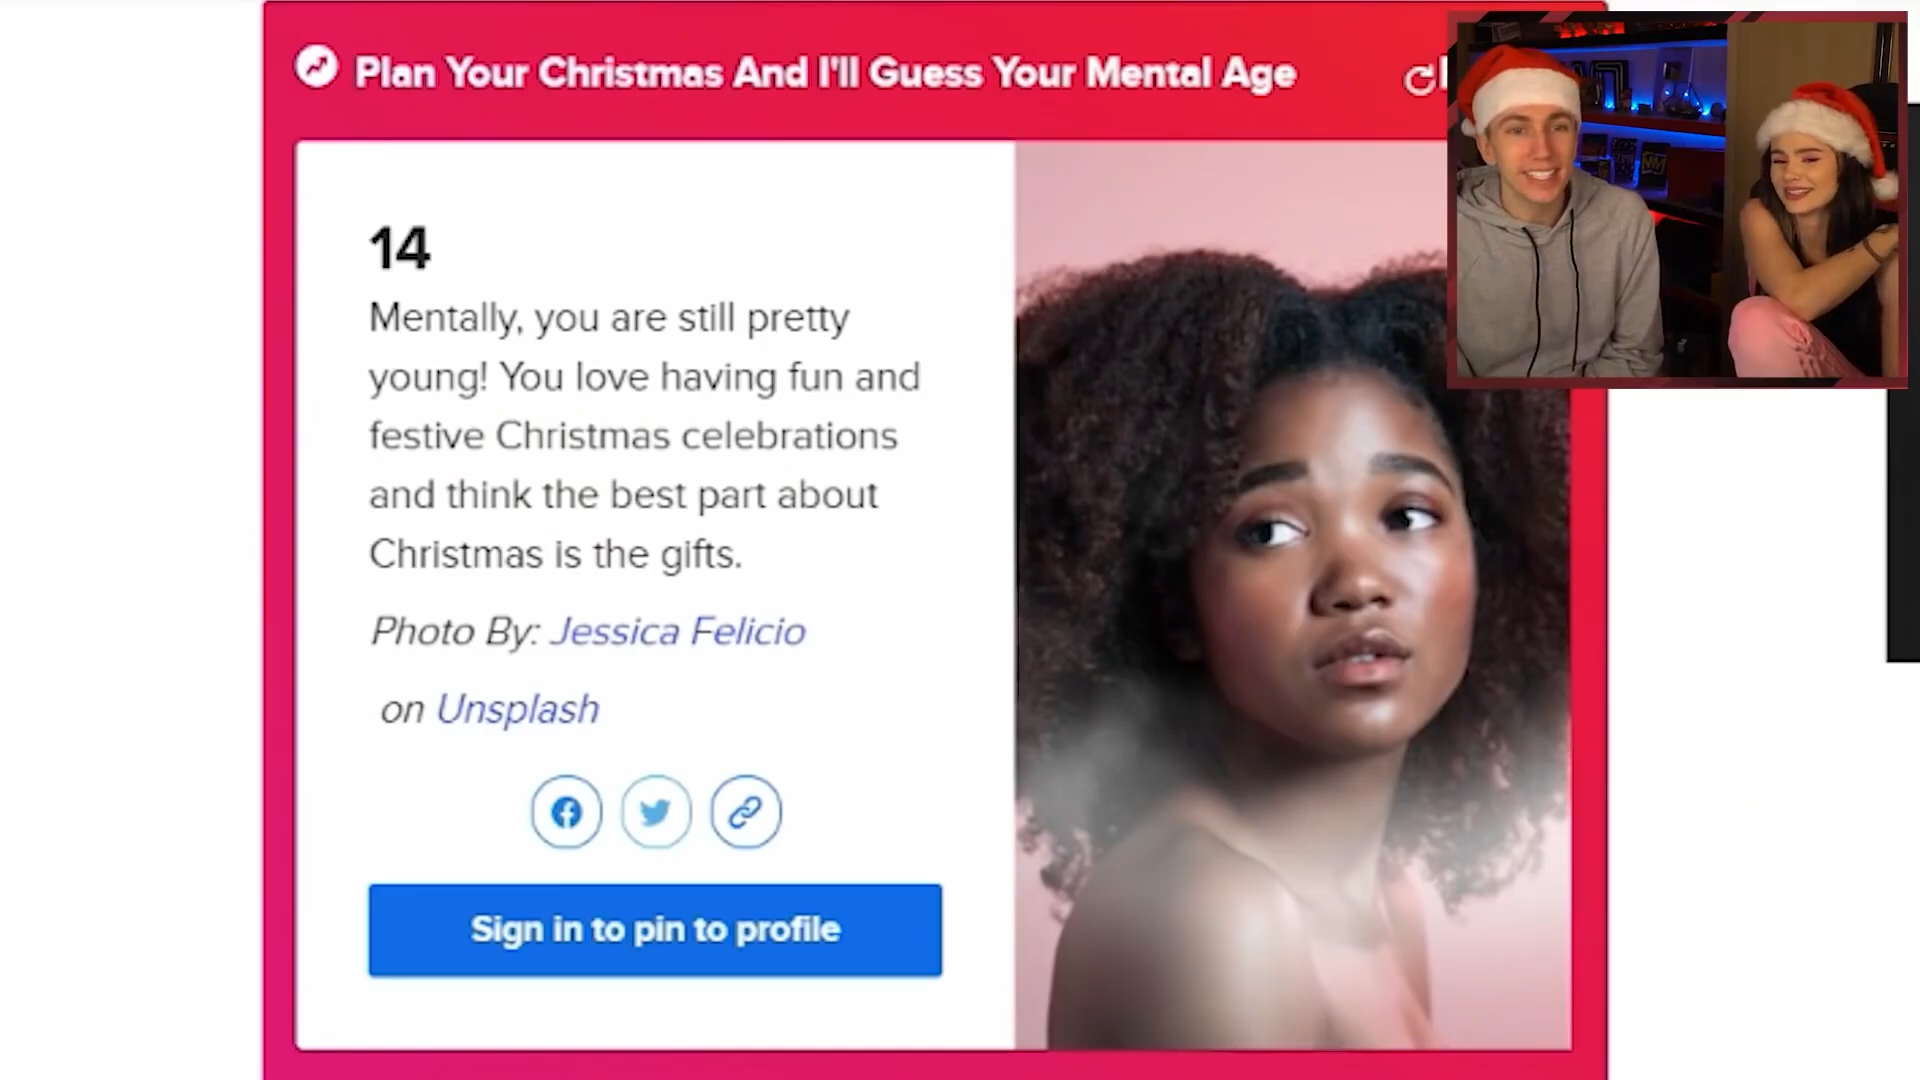 Plan Your Christmas And I'll Guess Your Mental Age
14
Mentally, you are still pretty
young! You love having fun and
festive Christmas celebrations
and think the best part about
Christmas is the gifts.
Photo By: Jessica Felicio
on Unsplash
Sign in to pin to profile